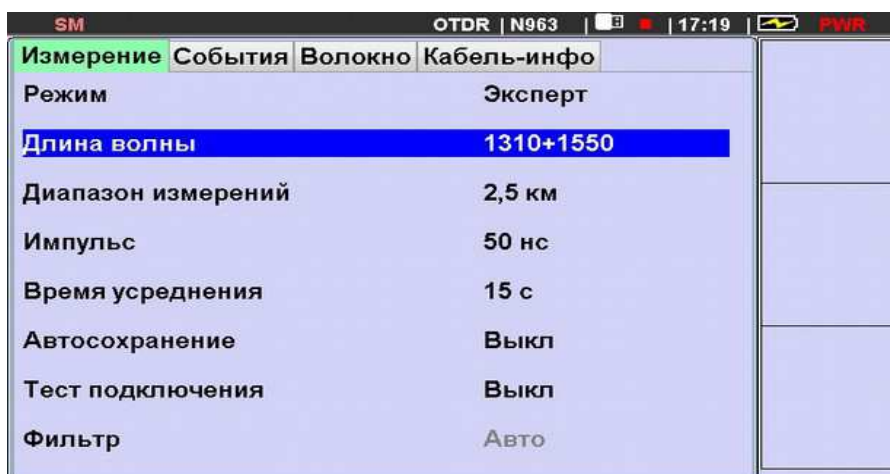 SM OTDR | N963 | | 17:19 | PWR
Измерение События Волокно Кабель-инфо
Режим Эксперт
Длина волны 1310+1550
Диапазон измерений 2,5 км
Импульс 50 нс
Время усреднения 15 с
Автосохранение Выкл
Тест подключения Выкл
Фильтр Авто